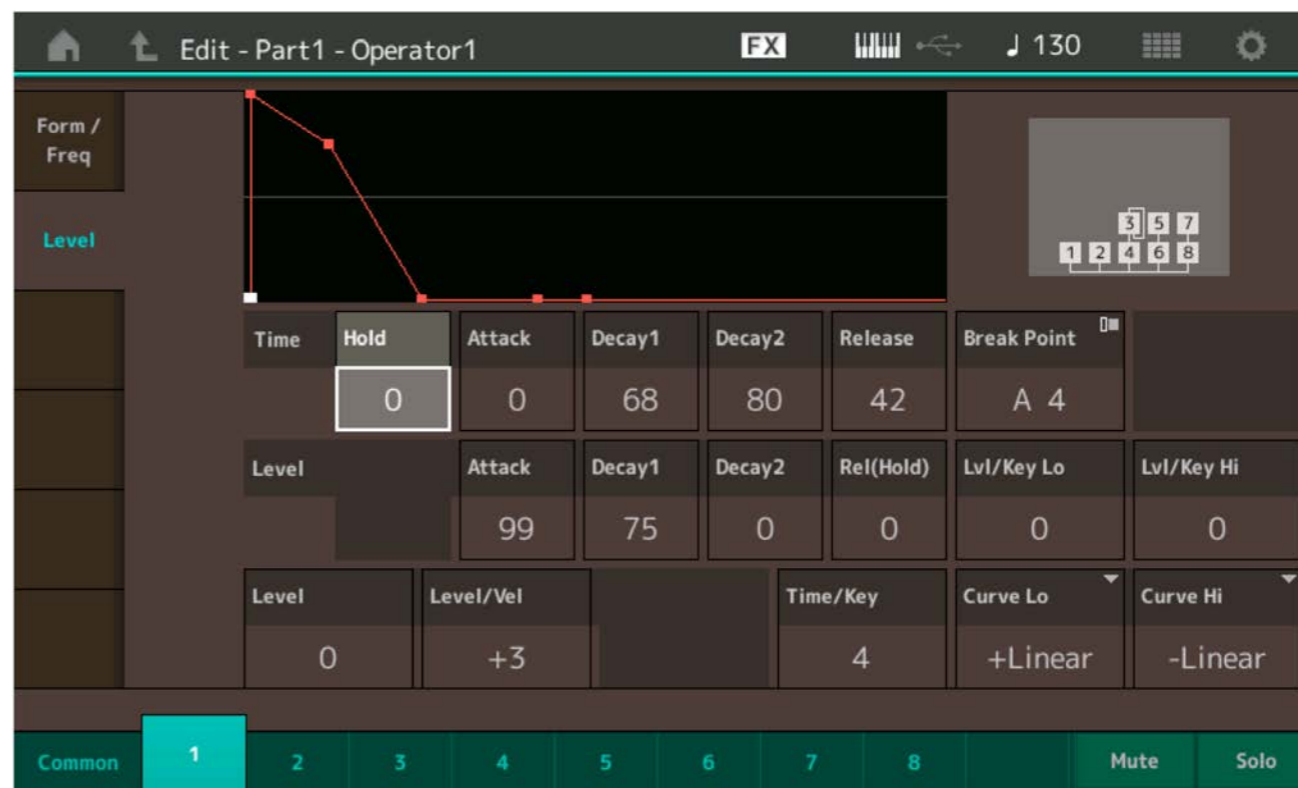 Edit - Part1 - Operator1 FX ♩ 130
Form /
Freq
Level
3 5 7
1 2 4 6 8
Time Hold Attack Decay1 Decay2 Release Break Point
0 0 68 80 42 A 4
Level Attack Decay1 Decay2 Rel(Hold) Lvl/Key Lo Lvl/Key Hi
99 75 0 0 0 0
Level Level/Vel Time/Key Curve Lo Curve Hi
0 +3 4 +Linear -Linear
Common 1 2 3 4 5 6 7 8 Mute Solo